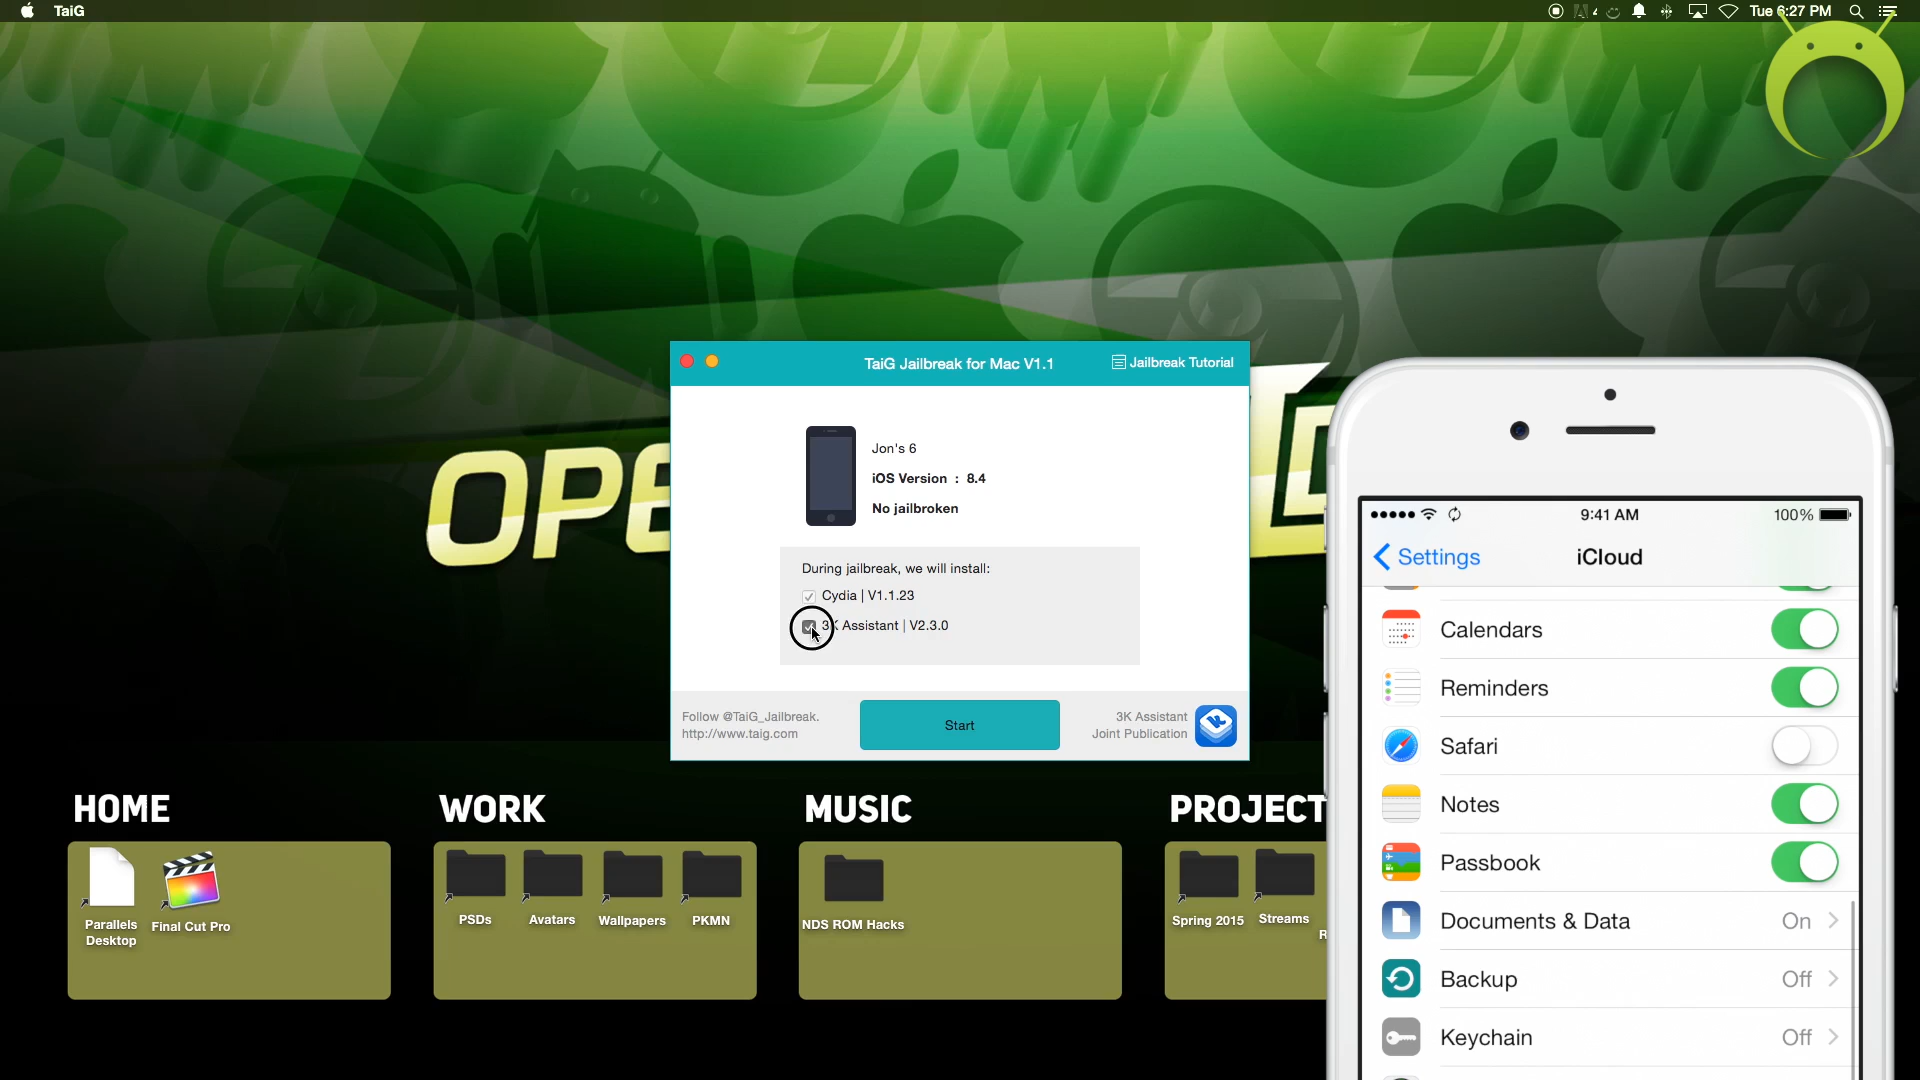 TaiG
4
Tue 6:27 PM
TaiG Jailbreak for Mac V1.1
Jailbreak Tutorial
Jon's 6
iOS Version : 8.4
No jailbroken
During jailbreak, we will install:
Cydia | V1.1.23
3K Assistant | V2.3.0
Follow @TaiG_Jailbreak.
http://www.taig.com
Start
3K Assistant
Joint Publication
OPE
HOME
WORK
MUSIC
PROJECT
Parallels
Desktop
Final Cut Pro
PSDs
Avatars
Wallpapers
PKMN
NDS ROM Hacks
Spring 2015
Streams
R
9:41 AM
100%
Settings
iCloud
Calendars
Reminders
Safari
Notes
Passbook
Documents & Data
On
Backup
Off
Keychain
Off